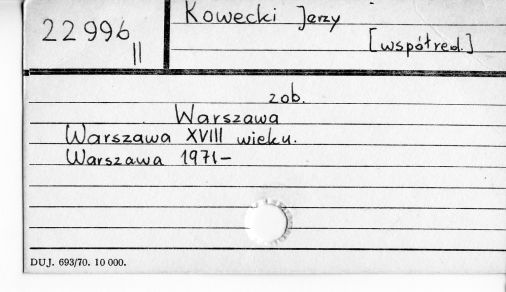 22996
II
Kowecki Jerzy
[współred.]
zob.
Warszawa
Warszawa XVIII wieku.
Warszawa 1971-
DUJ. 693/70. 10 000.